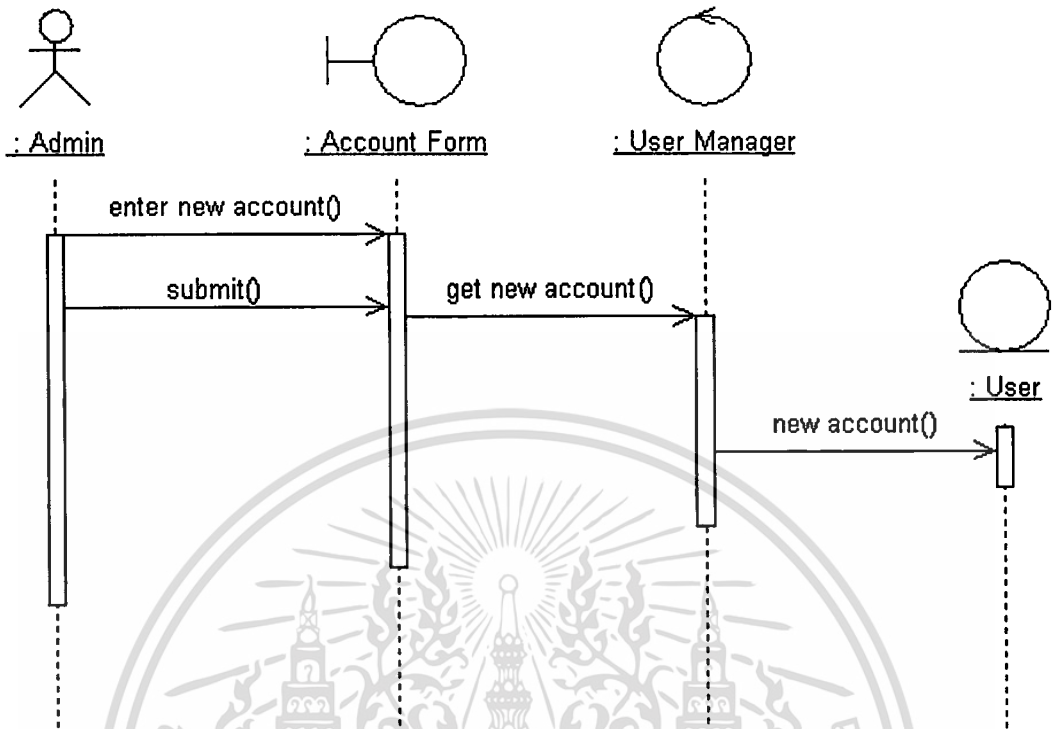 : Admin
: Account Form
: User Manager
enter new account()
submit()
get new account()
: User
new account()